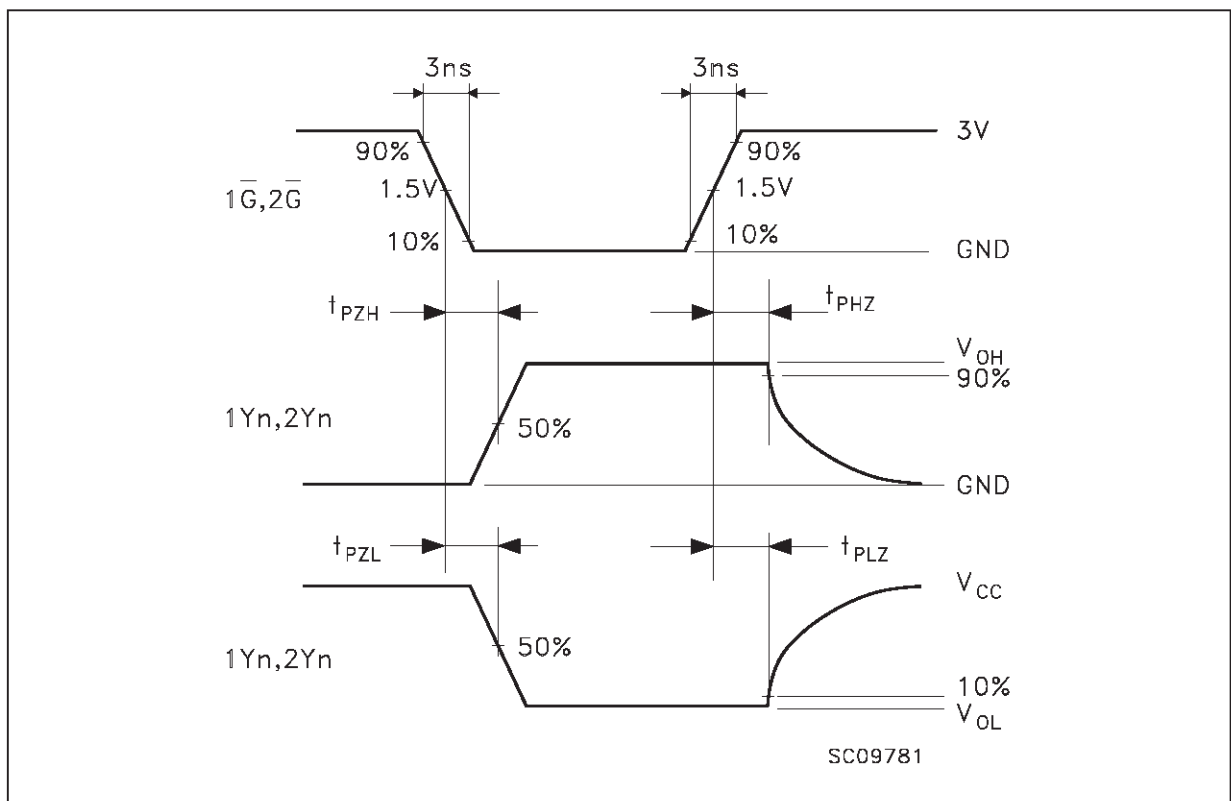 3ns 3ns
3V
90% 90%
1G̅,2G̅ 1.5V 1.5V
10% 10%
GND
tPZH tPHZ
VOH
90%
1Yn,2Yn 50%
GND
tPZL tPLZ
VCC
1Yn,2Yn 50%
10%
VOL
SC09781